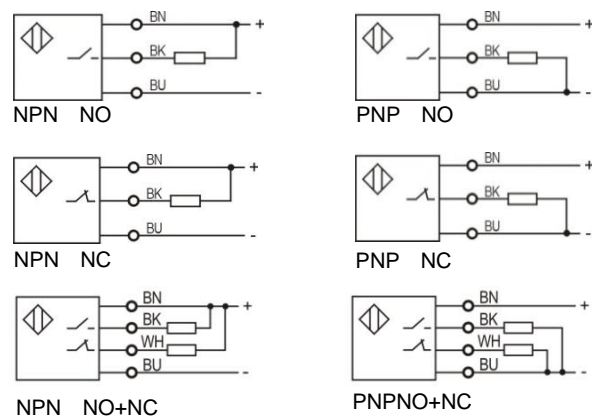 BN
+
BK
BU
-
NPN NO
BN
+
BK
BU
-
PNP NO
BN
+
BK
BU
-
NPN NC
BN
+
BK
BU
-
PNP NC
BN
+
BK
WH
BU
-
NPN NO+NC
BN
+
BK
WH
BU
-
PNPNO+NC